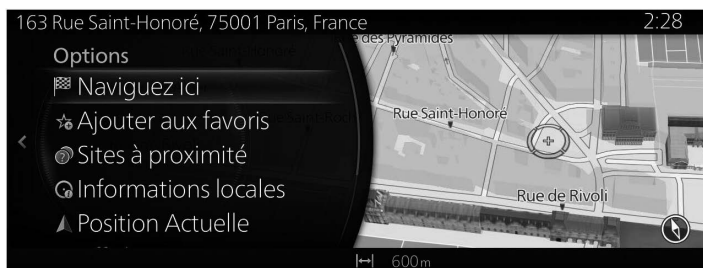 163 Rue Saint-Honoré, 75001 Paris, France
2:28
Options
Naviguez ici
Ajouter aux favoris
Sites à proximité
Informations locales
Position Actuelle
des Pyramides
Rue Saint-Honoré
Rue de Rivoli
600m